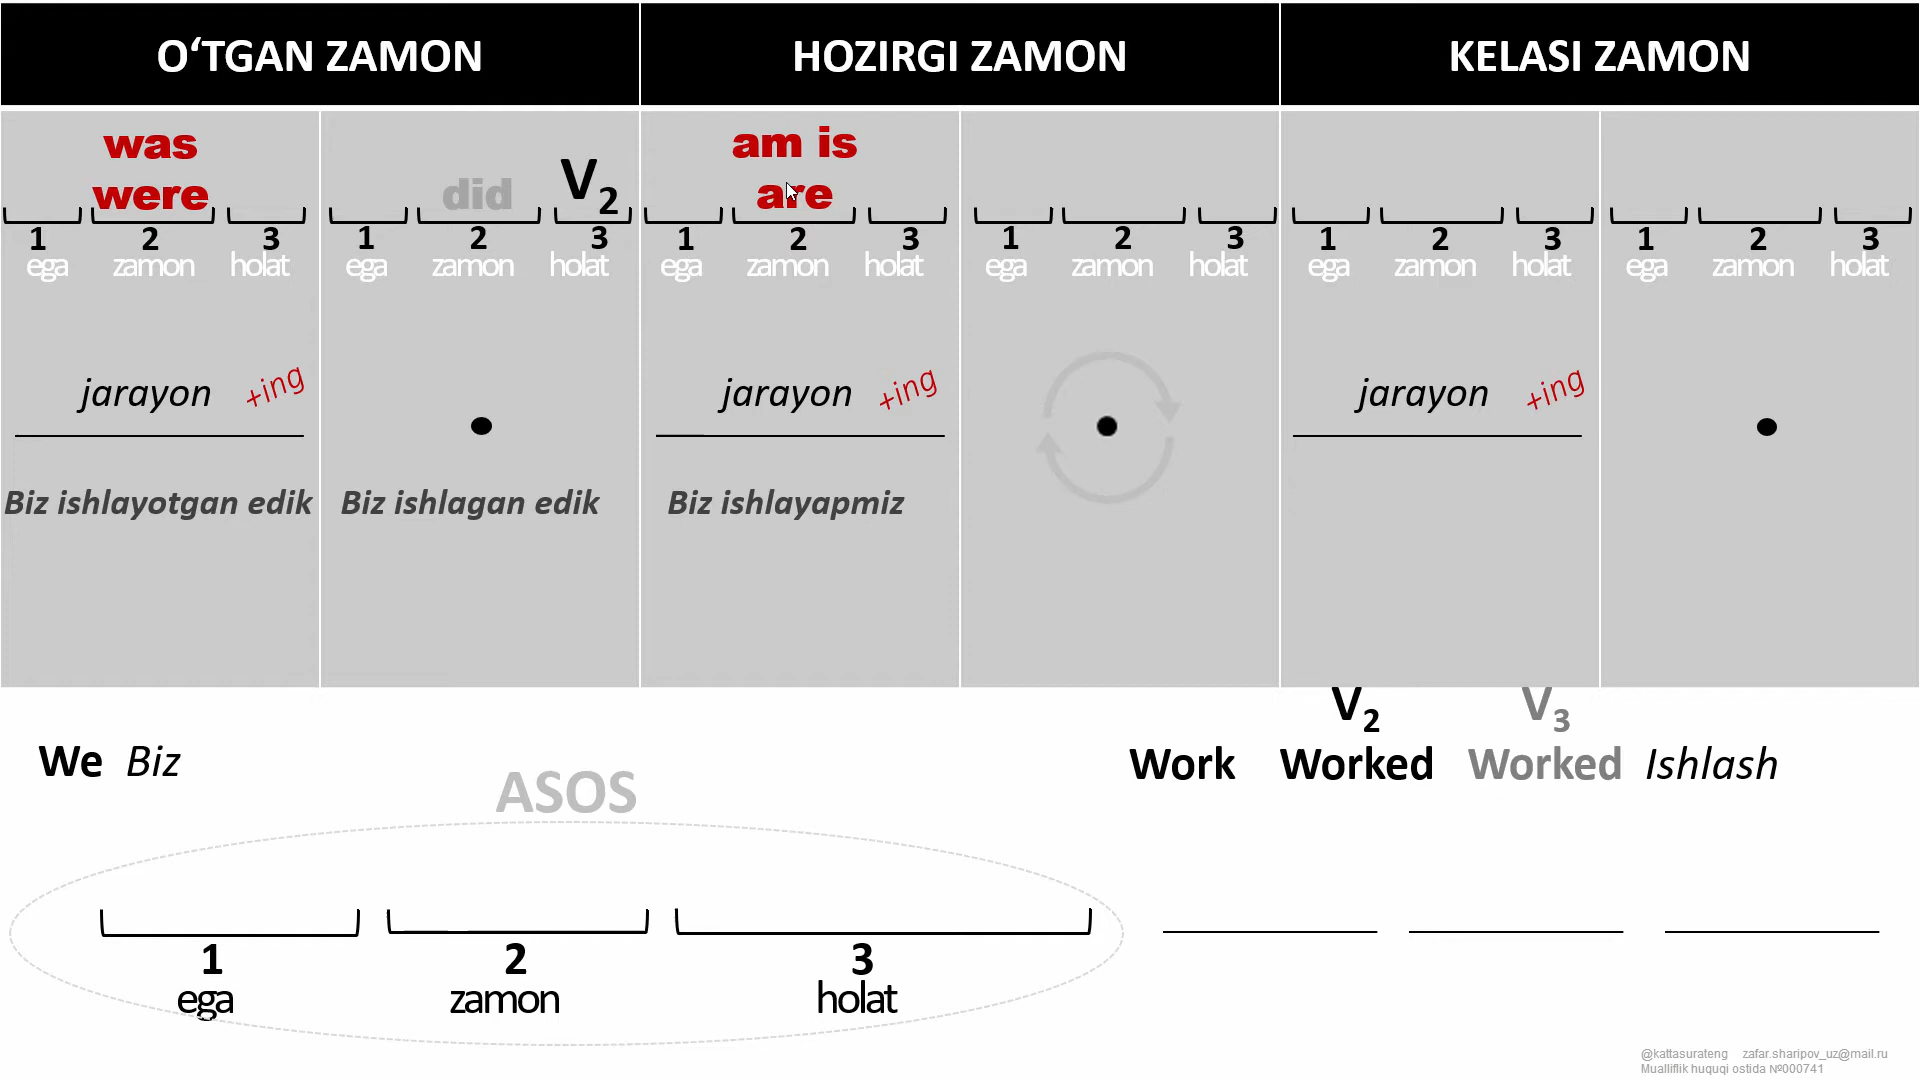 O‘TGAN ZAMON
HOZIRGI ZAMON
KELASI ZAMON
was
were
did
V2
am is
are
1 2 3 1 2 3 1 2 3 1 2 3 1 2 3 1 2 3
ega zamon holat ega zamon holat ega zamon holat ega zamon holat ega zamon holat ega zamon holat
jarayon +ing
jarayon +ing
jarayon +ing
Biz ishlayotgan edik
Biz ishlagan edik
Biz ishlayapmiz
V2 V3
We Biz
Work Worked Worked Ishlash
ASOS
1 2 3
ega zamon holat
@kattasurateng zafar.sharipov_uz@mail.ru
Mualliflik huquqi ostida №000741